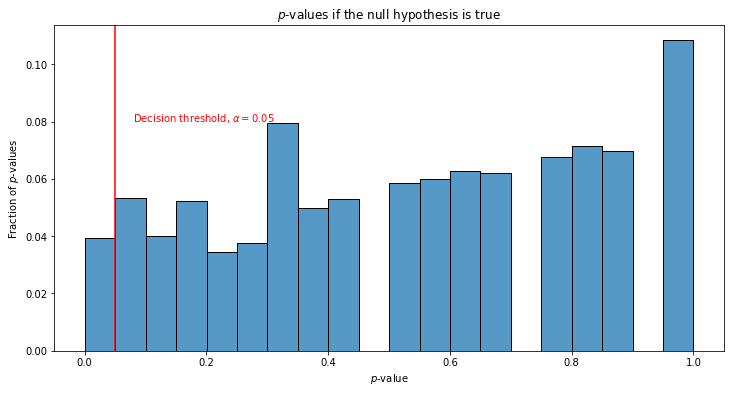 p-values if the null hypothesis is true
Decision threshold, α = 0.05
Fraction of p-values
0.10
0.08
0.06
0.04
0.02
0.00
0.0 0.2 0.4 0.6 0.8 1.0
p-value